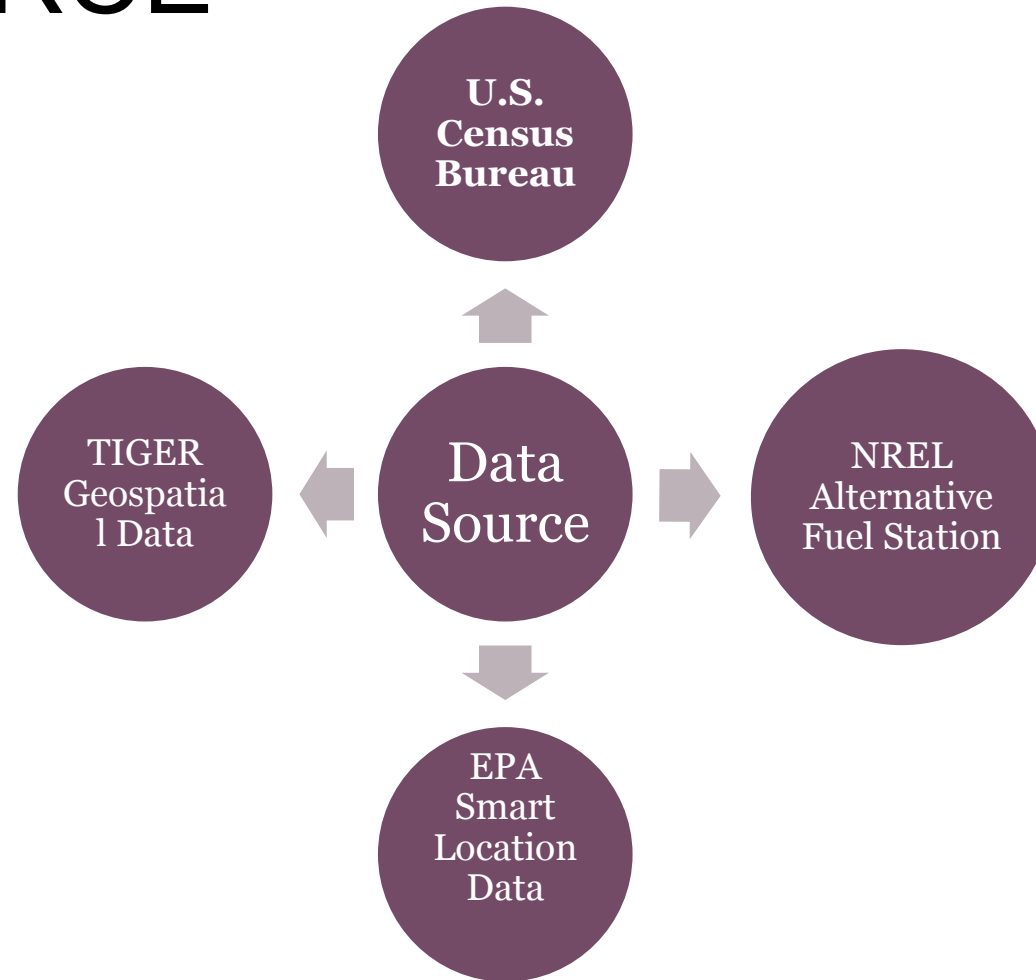 U.S.
Census
Bureau
TIGER
Geospatia
l Data
Data
Source
NREL
Alternative
Fuel Station
EPA
Smart
Location
Data